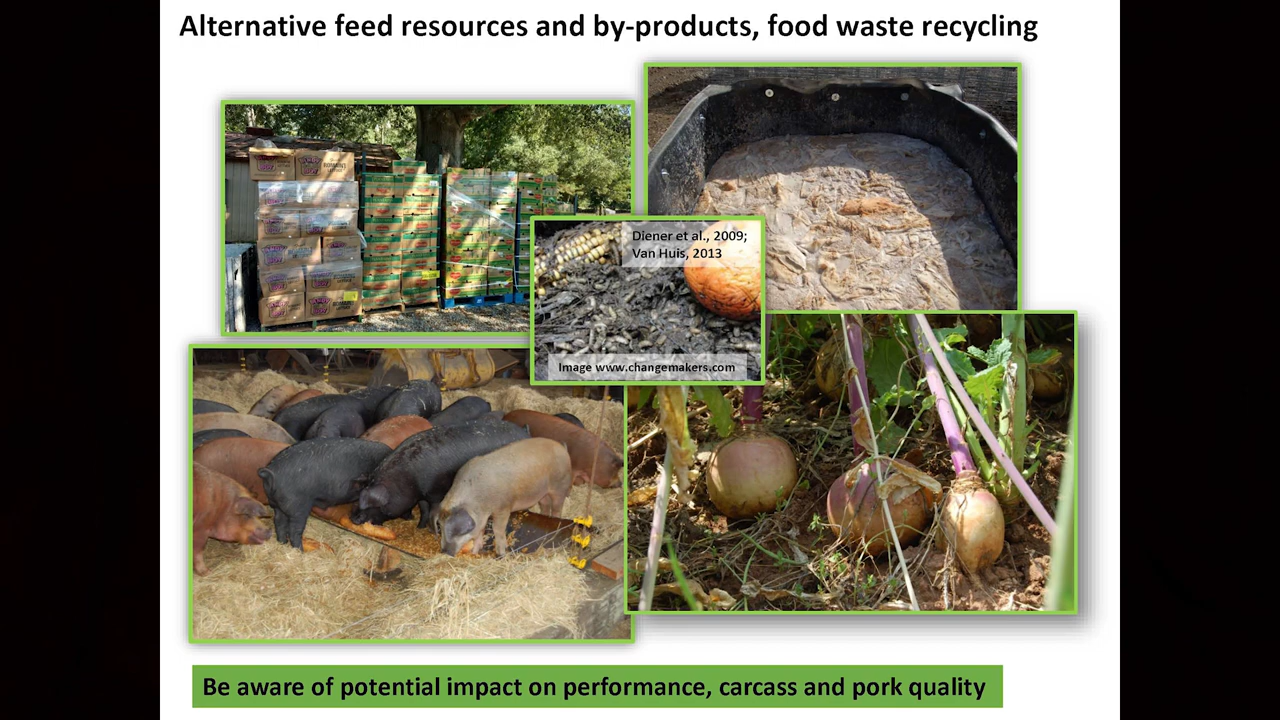 Alternative feed resources and by-products, food waste recycling
Diener et al., 2009;
Van Huis, 2013
Image www.changemakers.com
Be aware of potential impact on performance, carcass and pork quality